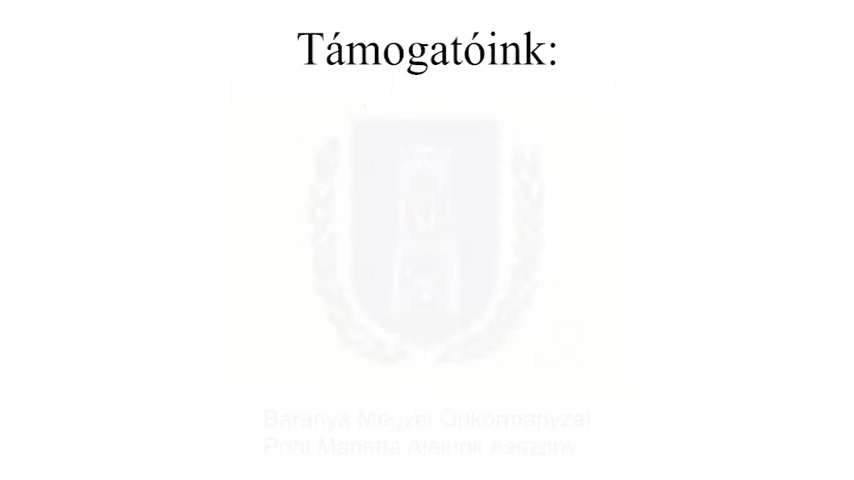 Támogatóink:
Baranya Megyei Önkormányzat
Pohl Marietta Alelnök Asszony